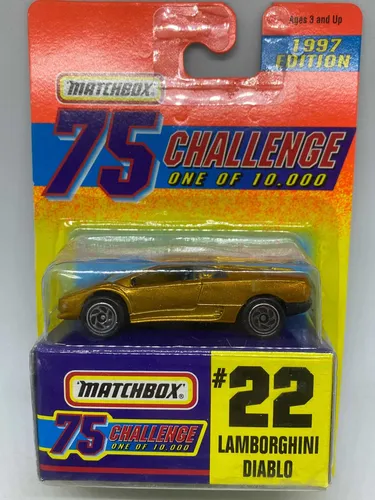 Ages 3 and Up
1997
EDITION
MATCHBOX
75 CHALLENGE
ONE OF 10.000
MATCHBOX
75 CHALLENGE
ONE OF 10.000
#22
LAMBORGHINI
DIABLO